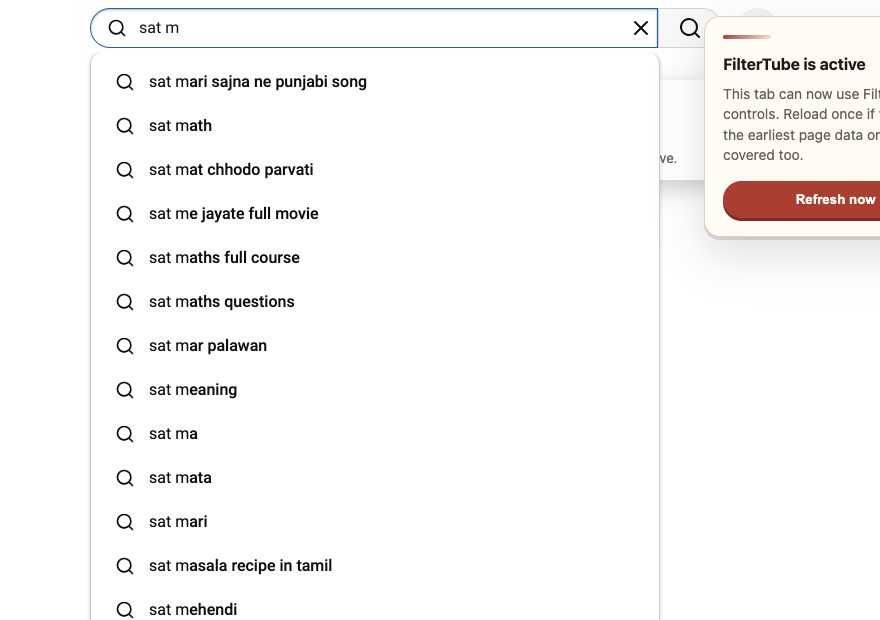 sat m
sat mari sajna ne punjabi song
sat math
sat mat chhodo parvati
sat me jayate full movie
sat maths full course
sat maths questions
sat mar palawan
sat meaning
sat ma
sat mata
sat mari
sat masala recipe in tamil
sat mehendi
ve.
FilterTube is active
This tab can now use
controls. Reload once if
the earliest page data
covered too.
Refresh now